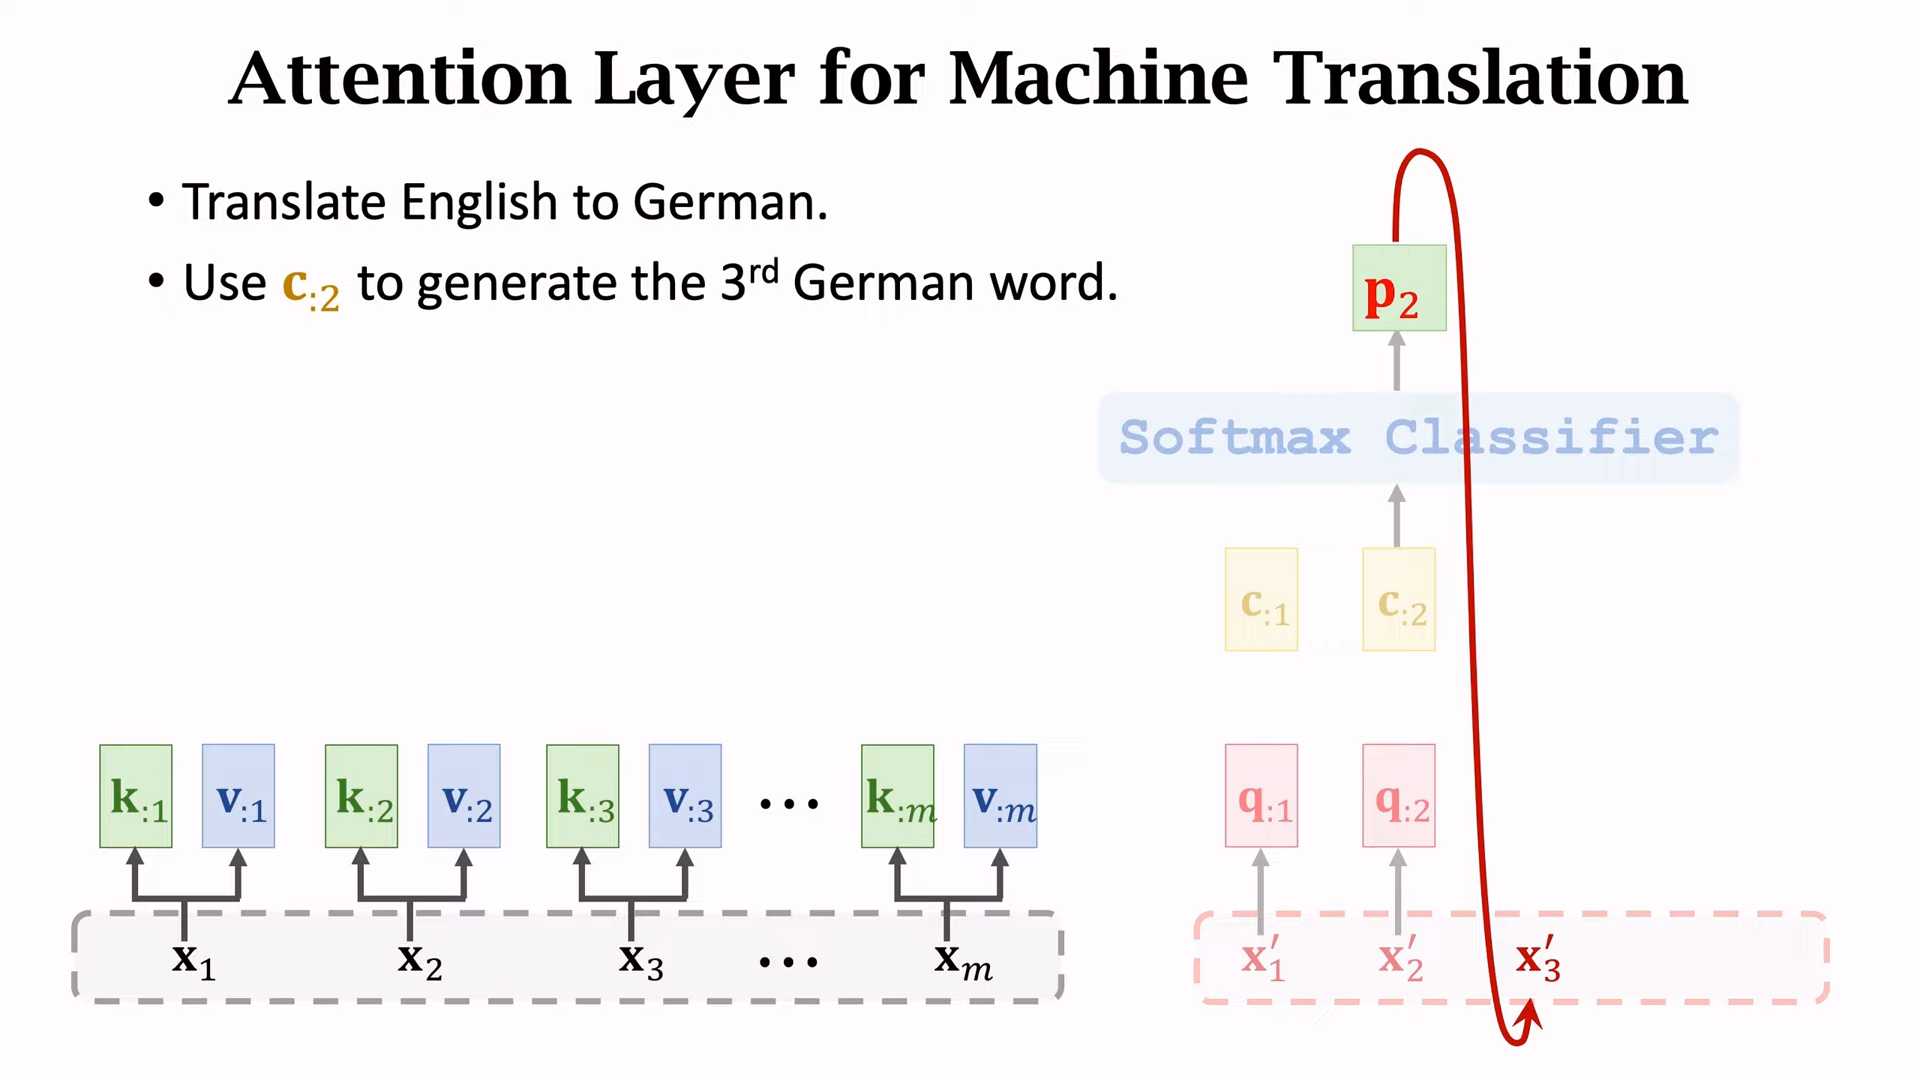 Attention Layer for Machine Translation
• Translate English to German.
• Use c:2 to generate the 3rd German word.
p2
Softmax Classifier
c:1 c:2
k:1 v:1 k:2 v:2 k:3 v:3 ... k:m v:m q:1 q:2
x1 x2 x3 ... xm x′1 x′2 x′3